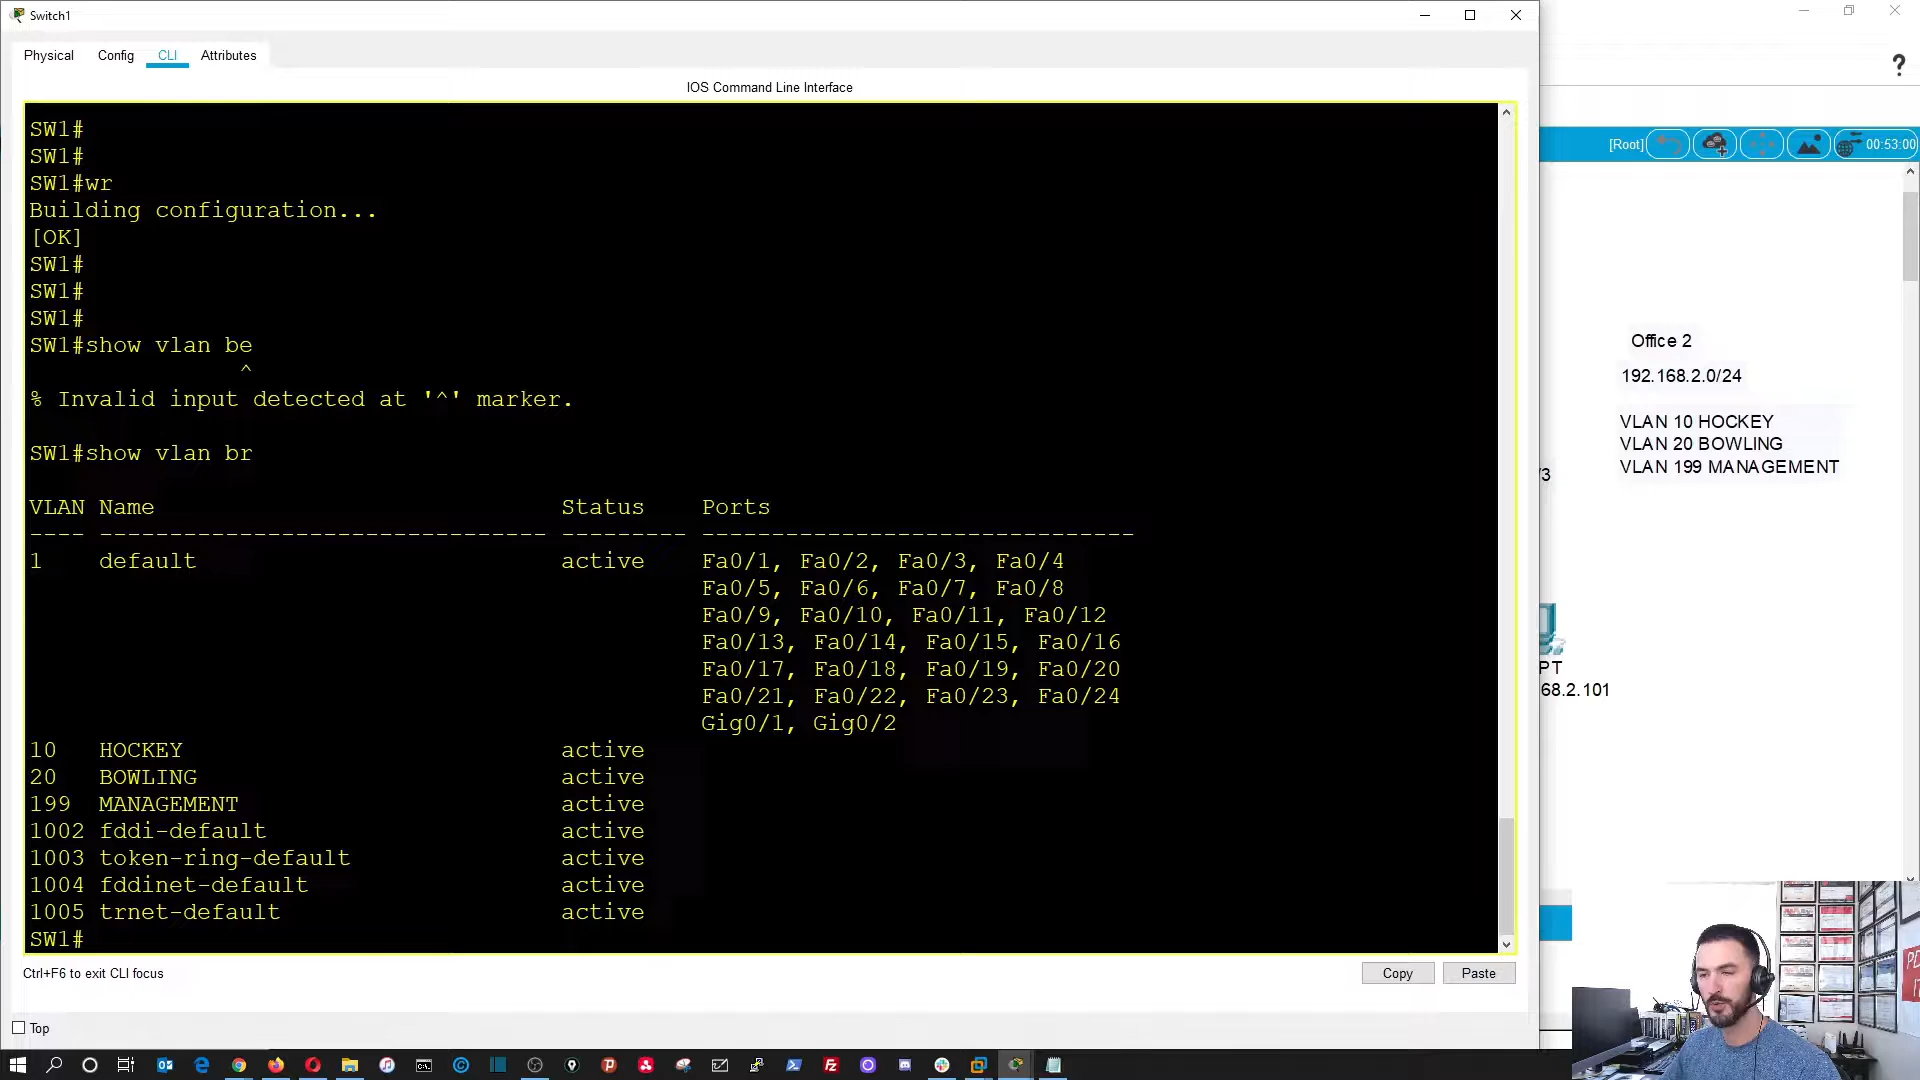 Switch1
Physical Config CLI Attributes
IOS Command Line Interface
SW1#
SW1#
SW1#wr
Building configuration...
[OK]
SW1#
SW1#
SW1#
SW1#show vlan be
^
% Invalid input detected at '^' marker.
SW1#show vlan br
VLAN Name Status Ports
---- -------------------------------- --------- -------------------------------
1 default active Fa0/1, Fa0/2, Fa0/3, Fa0/4
Fa0/5, Fa0/6, Fa0/7, Fa0/8
Fa0/9, Fa0/10, Fa0/11, Fa0/12
Fa0/13, Fa0/14, Fa0/15, Fa0/16
Fa0/17, Fa0/18, Fa0/19, Fa0/20
Fa0/21, Fa0/22, Fa0/23, Fa0/24
Gig0/1, Gig0/2
10 HOCKEY active
20 BOWLING active
199 MANAGEMENT active
1002 fddi-default active
1003 token-ring-default active
1004 fddinet-default active
1005 trnet-default active
SW1#
Ctrl+F6 to exit CLI focus
Copy Paste
Top
?
[Root] 00:53:00
Office 2
192.168.2.0/24
VLAN 10 HOCKEY
VLAN 20 BOWLING
VLAN 199 MANAGEMENT
/3
PT
68.2.101